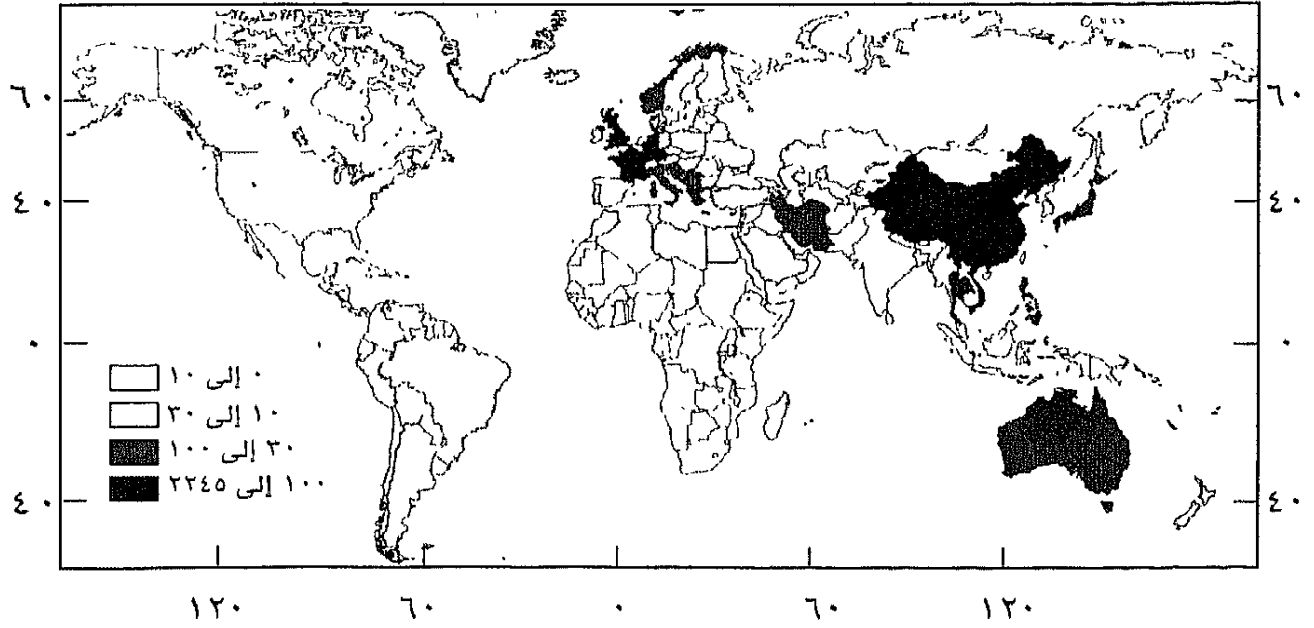 ٦٠ ٦٠
٤٠ ٤٠
٠ ٠
٠ إلى ١٠
١٠ إلى ٣٠
٣٠ إلى ١٠٠
١٠٠ إلى ٢٢٤٥
٤٠ ٤٠
١٢٠ ٦٠ ٠ ٦٠ ١٢٠